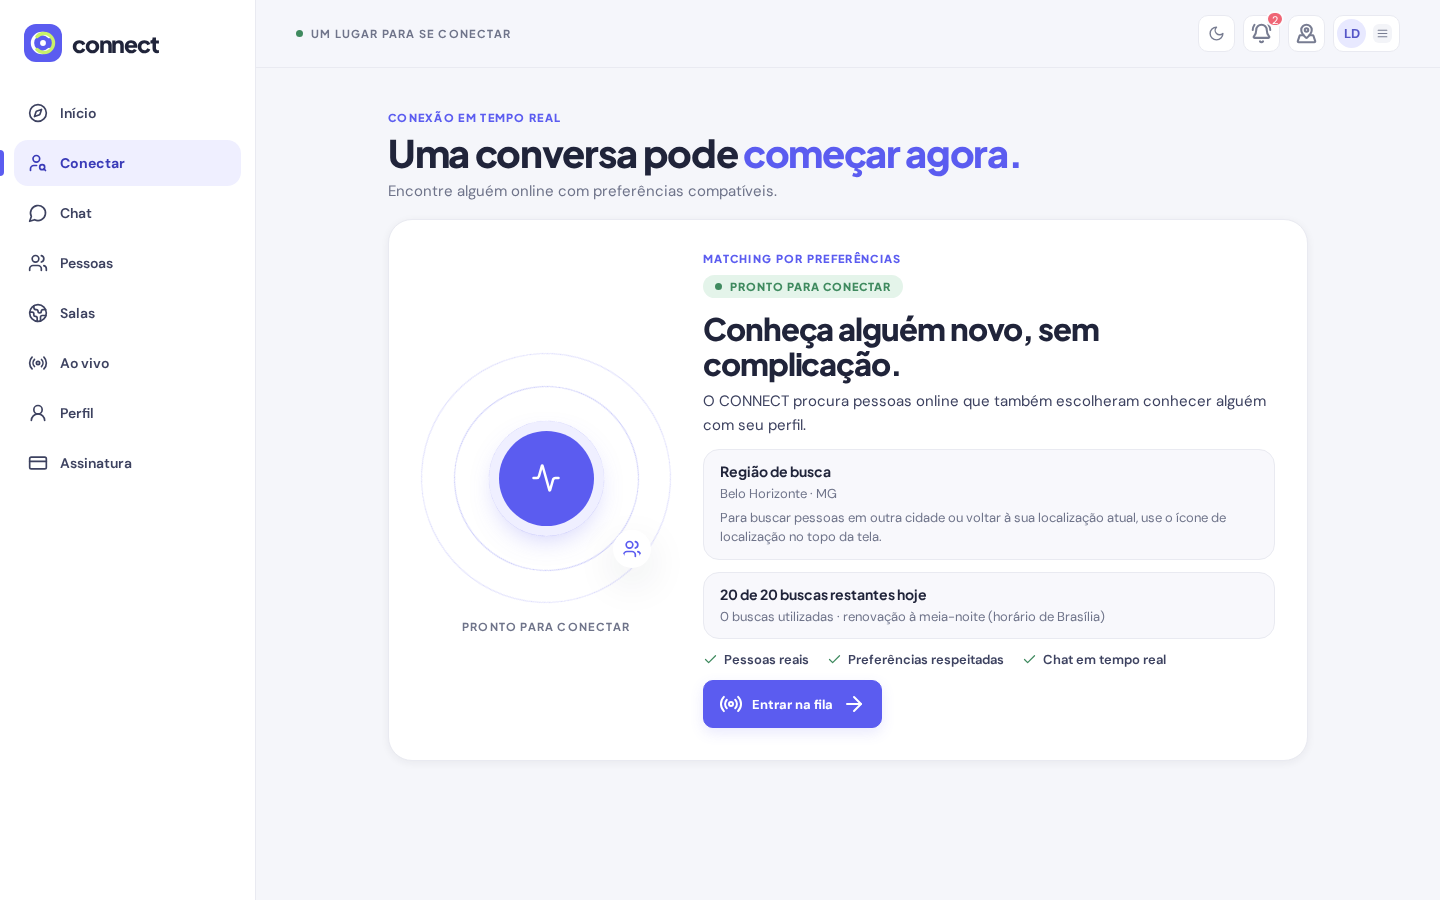 connect
UM LUGAR PARA SE CONECTAR
2
LD
Início
Conectar
Chat
Pessoas
Salas
Ao vivo
Perfil
Assinatura
CONEXÃO EM TEMPO REAL
Uma conversa pode começar agora.
Encontre alguém online com preferências compatíveis.
PRONTO PARA CONECTAR
MATCHING POR PREFERÊNCIAS
PRONTO PARA CONECTAR
Conheça alguém novo, sem
complicação.
O CONNECT procura pessoas online que também escolheram conhecer alguém
com seu perfil.
Região de busca
Belo Horizonte · MG
Para buscar pessoas em outra cidade ou voltar à sua localização atual, use o ícone de
localização no topo da tela.
20 de 20 buscas restantes hoje
0 buscas utilizadas · renovação à meia-noite (horário de Brasília)
Pessoas reais
Preferências respeitadas
Chat em tempo real
Entrar na fila